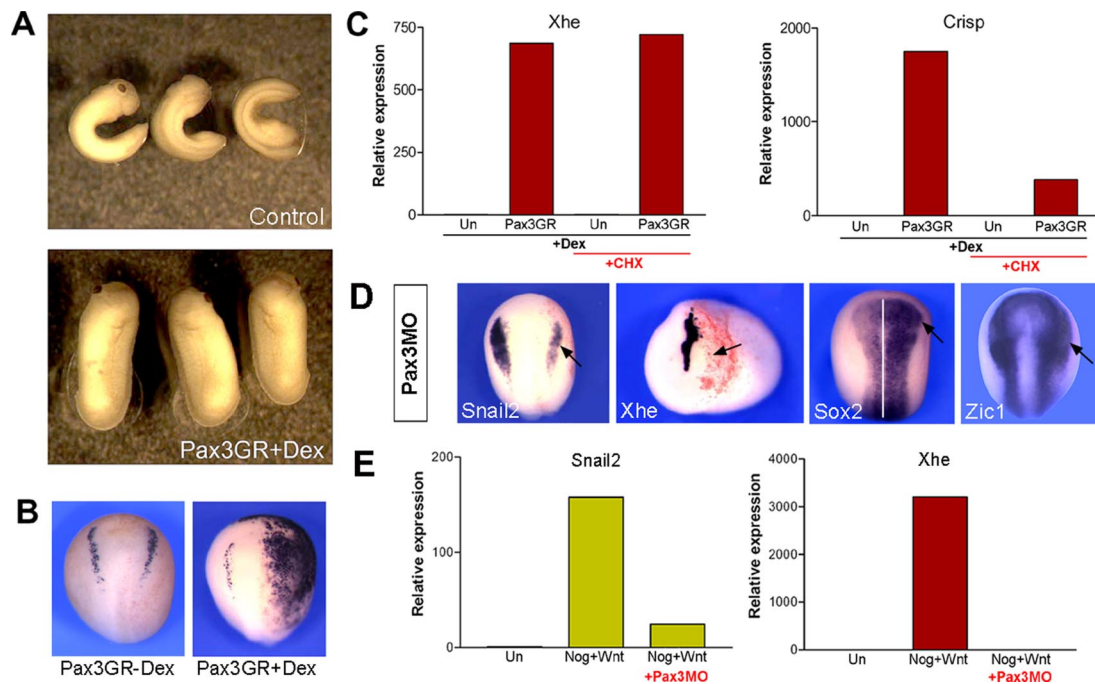 A
Control
Pax3GR+Dex
B
Pax3GR-Dex
Pax3GR+Dex
C
Xhe
Relative expression
750
500
250
0
Un
Pax3GR
Un
Pax3GR
+Dex
+CHX
Crisp
Relative expression
2000
1000
0
Un
Pax3GR
Un
Pax3GR
+Dex
+CHX
D
Pax3MO
Snail2
Xhe
Sox2
Zic1
E
Snail2
Relative expression
200
100
0
Un
Nog+Wnt
Nog+Wnt
+Pax3MO
Xhe
Relative expression
4000
3000
2000
1000
0
Un
Nog+Wnt
Nog+Wnt
+Pax3MO